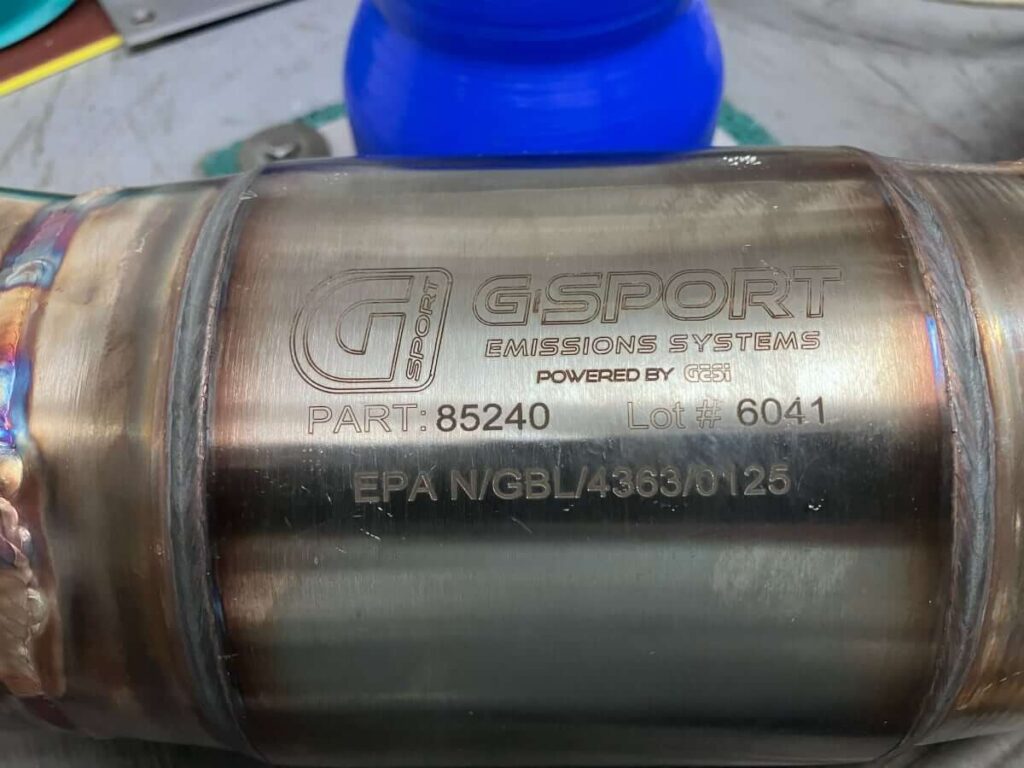 G SPORT
G-SPORT
EMISSIONS SYSTEMS
POWERED BY GESI
PART: 85240 Lot # 6041
EPA N/GBL/4363/0125